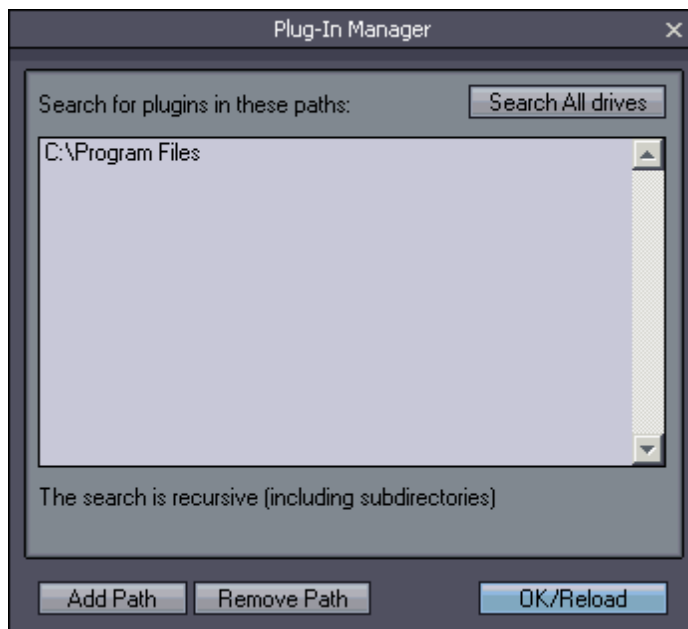 Plug-In Manager
Search for plugins in these paths:
Search All drives
C:\Program Files
The search is recursive (including subdirectories)
Add Path
Remove Path
OK/Reload